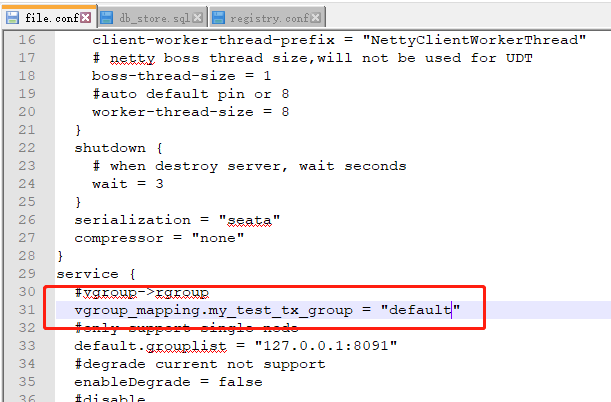 file.conf db_store.sql registry.conf
16 client-worker-thread-prefix = "NettyClientWorkerThread"
17 # netty boss thread size,will not be used for UDT
18 boss-thread-size = 1
19 #auto default pin or 8
20 worker-thread-size = 8
21 }
22 shutdown {
23 # when destroy server, wait seconds
24 wait = 3
25 }
26 serialization = "seata"
27 compressor = "none"
28 }
29 service {
30 #vgroup->rgroup
31 vgroup_mapping.my_test_tx_group = "default"
32 #only support single node
33 default.grouplist = "127.0.0.1:8091"
34 #degrade current not support
35 enableDegrade = false
36 #disable